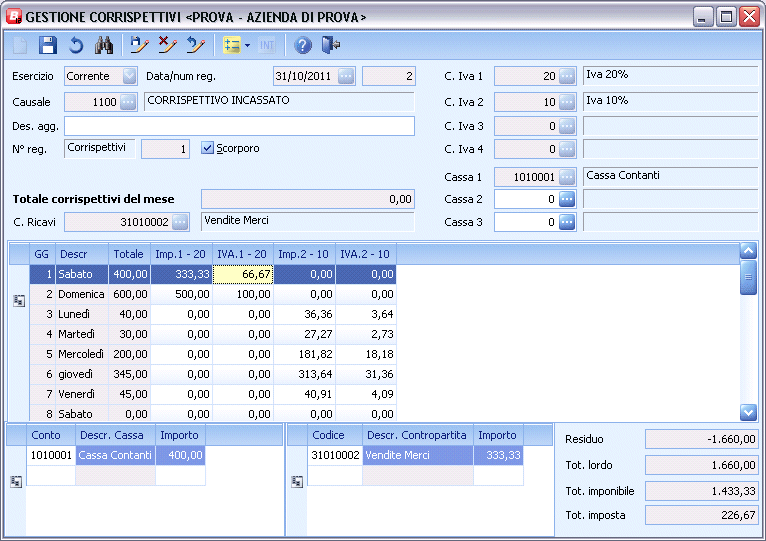 GESTIONE CORRISPETTIVI <PROVA - AZIENDA DI PROVA>
INT
Esercizio Corrente Data/num reg. 31/10/2011 2 C. Iva 1 20 Iva 20%
Causale 1100 CORRISPETTIVO INCASSATO C. Iva 2 10 Iva 10%
Des. agg. C. Iva 3 0
N° reg. Corrispettivi 1 Scorporo C. Iva 4 0
Cassa 1 1010001 Cassa Contanti
Totale corrispettivi del mese 0,00 Cassa 2 0
C. Ricavi 31010002 Vendite Merci Cassa 3 0
GG Descr Totale Imp.1 - 20 IVA.1 - 20 Imp.2 - 10 IVA.2 - 10
1 Sabato 400,00 333,33 66,67 0,00 0,00
2 Domenica 600,00 500,00 100,00 0,00 0,00
3 Lunedì 40,00 0,00 0,00 36,36 3,64
4 Martedì 30,00 0,00 0,00 27,27 2,73
5 Mercoledì 200,00 0,00 0,00 181,82 18,18
6 giovedì 345,00 0,00 0,00 313,64 31,36
7 Venerdì 45,00 0,00 0,00 40,91 4,09
8 Sabato 0,00 0,00 0,00 0,00 0,00
Conto Descr. Cassa Importo
1010001 Cassa Contanti 400,00
Codice Descr. Contropartita Importo
31010002 Vendite Merci 333,33
Residuo -1.660,00
Tot. lordo 1.660,00
Tot. imponibile 1.433,33
Tot. imposta 226,67